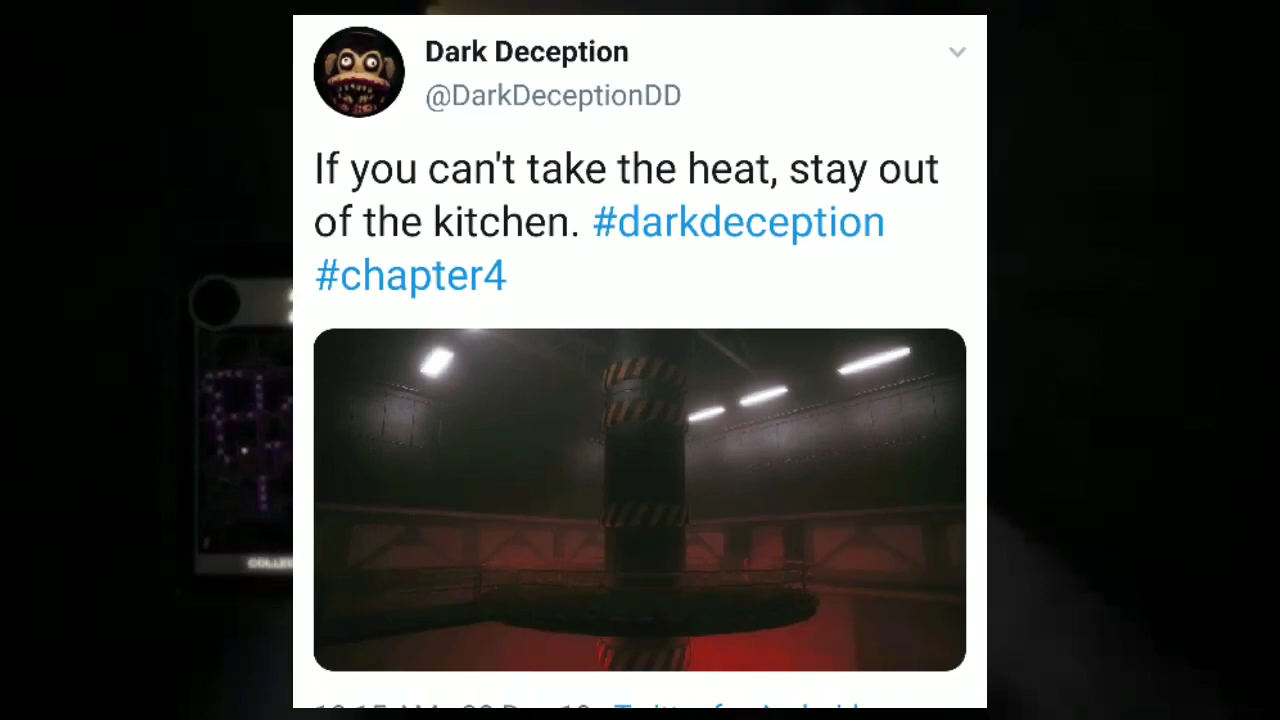 Dark Deception
@DarkDeceptionDD
If you can't take the heat, stay out
of the kitchen. #darkdeception
#chapter4